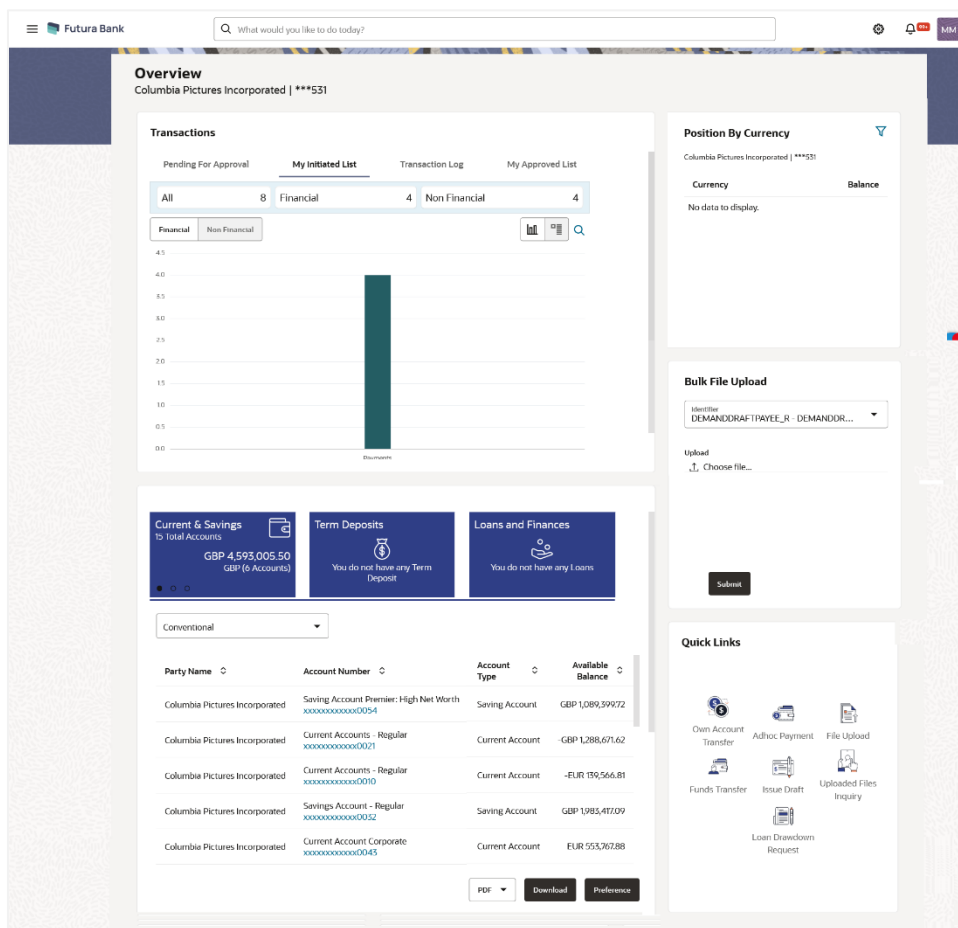 Futura Bank
What would you like to do today?
99+
MM
Overview
Columbia Pictures Incorporated | ***531
Transactions
Pending For Approval My Initiated List Transaction Log My Approved List
All 8 Financial 4 Non Financial 4
Financial Non Financial
4.5
4.0
3.5
3.0
2.5
2.0
1.5
1.0
0.5
0.0
Payments
Position By Currency
Columbia Pictures Incorporated | ***531
Currency Balance
No data to display.
Bulk File Upload
Identifier
DEMANDDRAFTPAYEE_R - DEMANDDR...
Upload
Choose file...
Submit
Current & Savings
15 Total Accounts
GBP 4,593,005.50
GBP (6 Accounts)
Term Deposits
You do not have any Term
Deposit
Loans and Finances
You do not have any Loans
Conventional
Party Name Account Number Account Type Available Balance
Columbia Pictures Incorporated Saving Account Premier: High Net Worth xxxxxxxxxxxx0054 Saving Account GBP 1,089,399.72
Columbia Pictures Incorporated Current Accounts - Regular xxxxxxxxxxxx0021 Current Account -GBP 1,288,671.62
Columbia Pictures Incorporated Current Accounts - Regular xxxxxxxxxxxx0010 Current Account -EUR 139,566.81
Columbia Pictures Incorporated Savings Account - Regular xxxxxxxxxxxx0032 Saving Account GBP 1,983,417.09
Columbia Pictures Incorporated Current Account Corporate xxxxxxxxxxxx0043 Current Account EUR 553,767.88
PDF Download Preference
Quick Links
Own Account
Transfer
Adhoc Payment
File Upload
Funds Transfer
Issue Draft
Uploaded Files
Inquiry
Loan Drawdown
Request